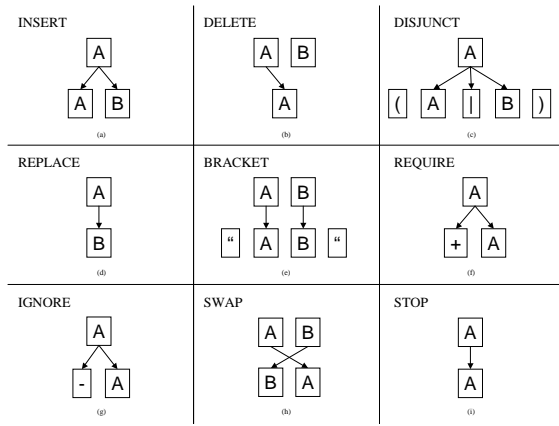 INSERT
A
A B
(a)
DELETE
A B
A
(b)
DISJUNCT
A
( A | B )
(c)
REPLACE
A
B
(d)
BRACKET
A B
“ A B “
(e)
REQUIRE
A
+ A
(f)
IGNORE
A
- A
(g)
SWAP
A B
B A
(h)
STOP
A
A
(i)